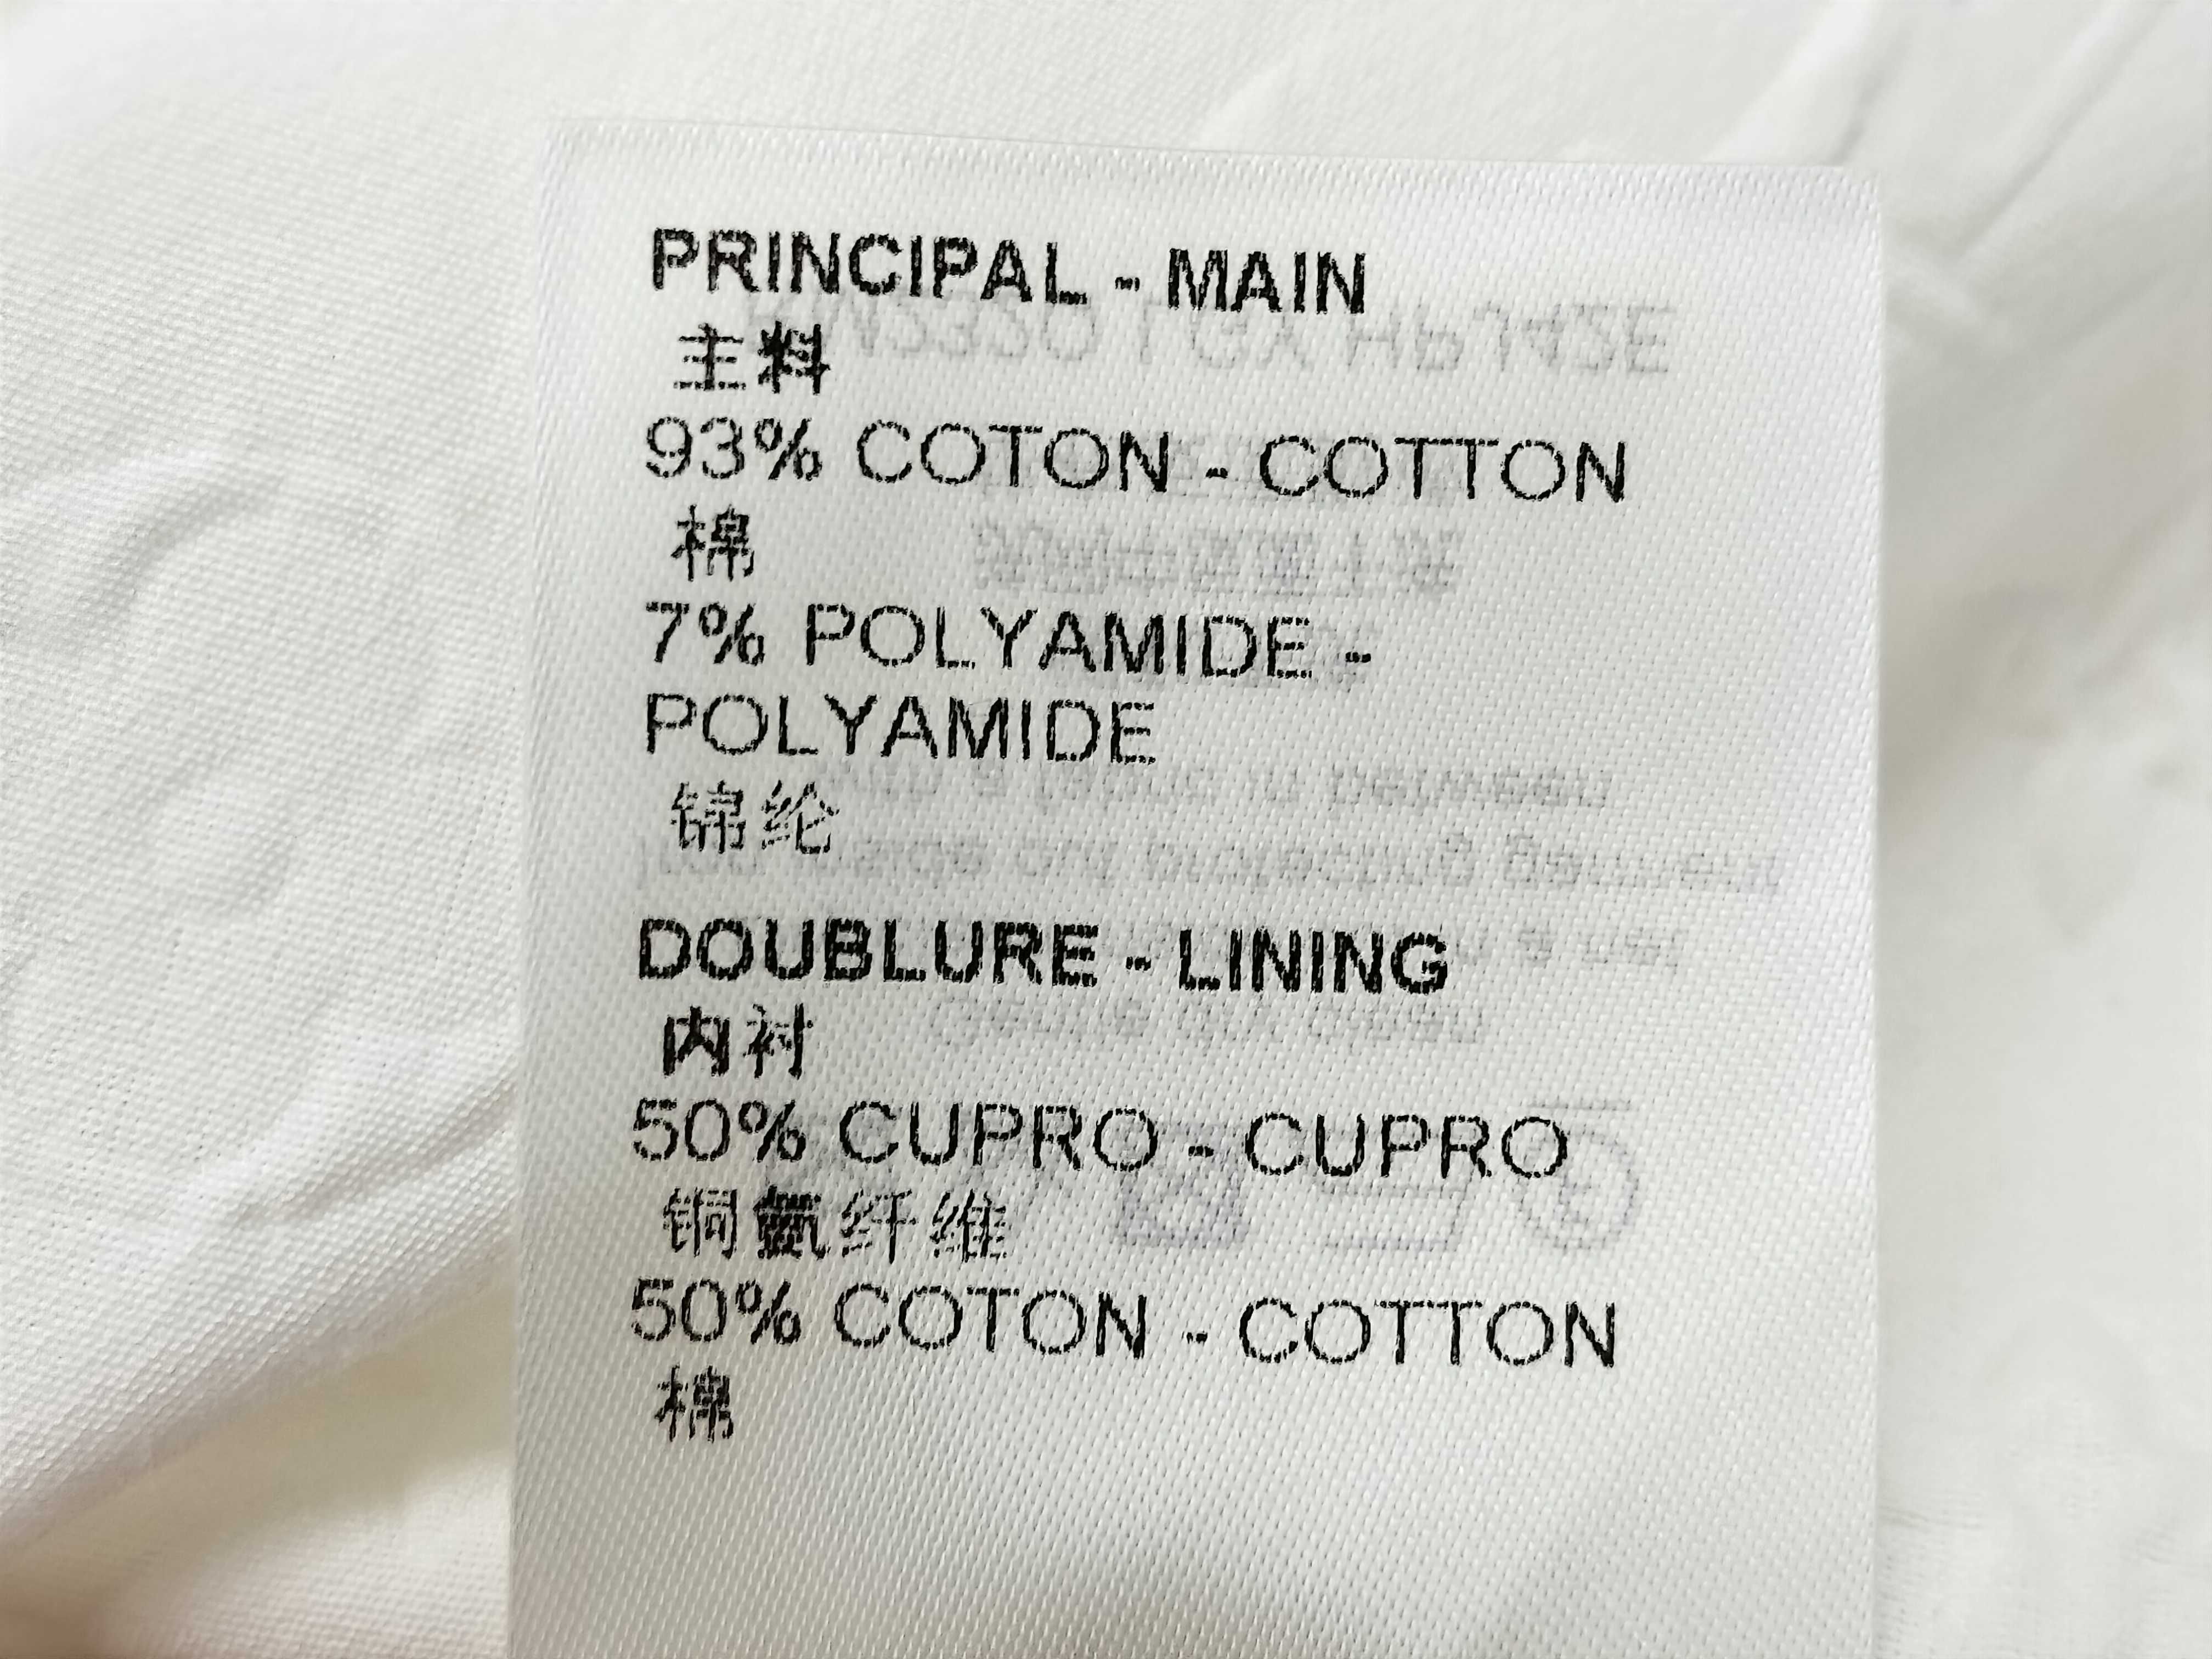 PRINCIPAL - MAIN
主料
93% COTON - COTTON
棉
7% POLYAMIDE -
POLYAMIDE
锦纶
DOUBLURE - LINING
内衬
50% CUPRO - CUPRO
铜氨纤维
50% COTON - COTTON
棉